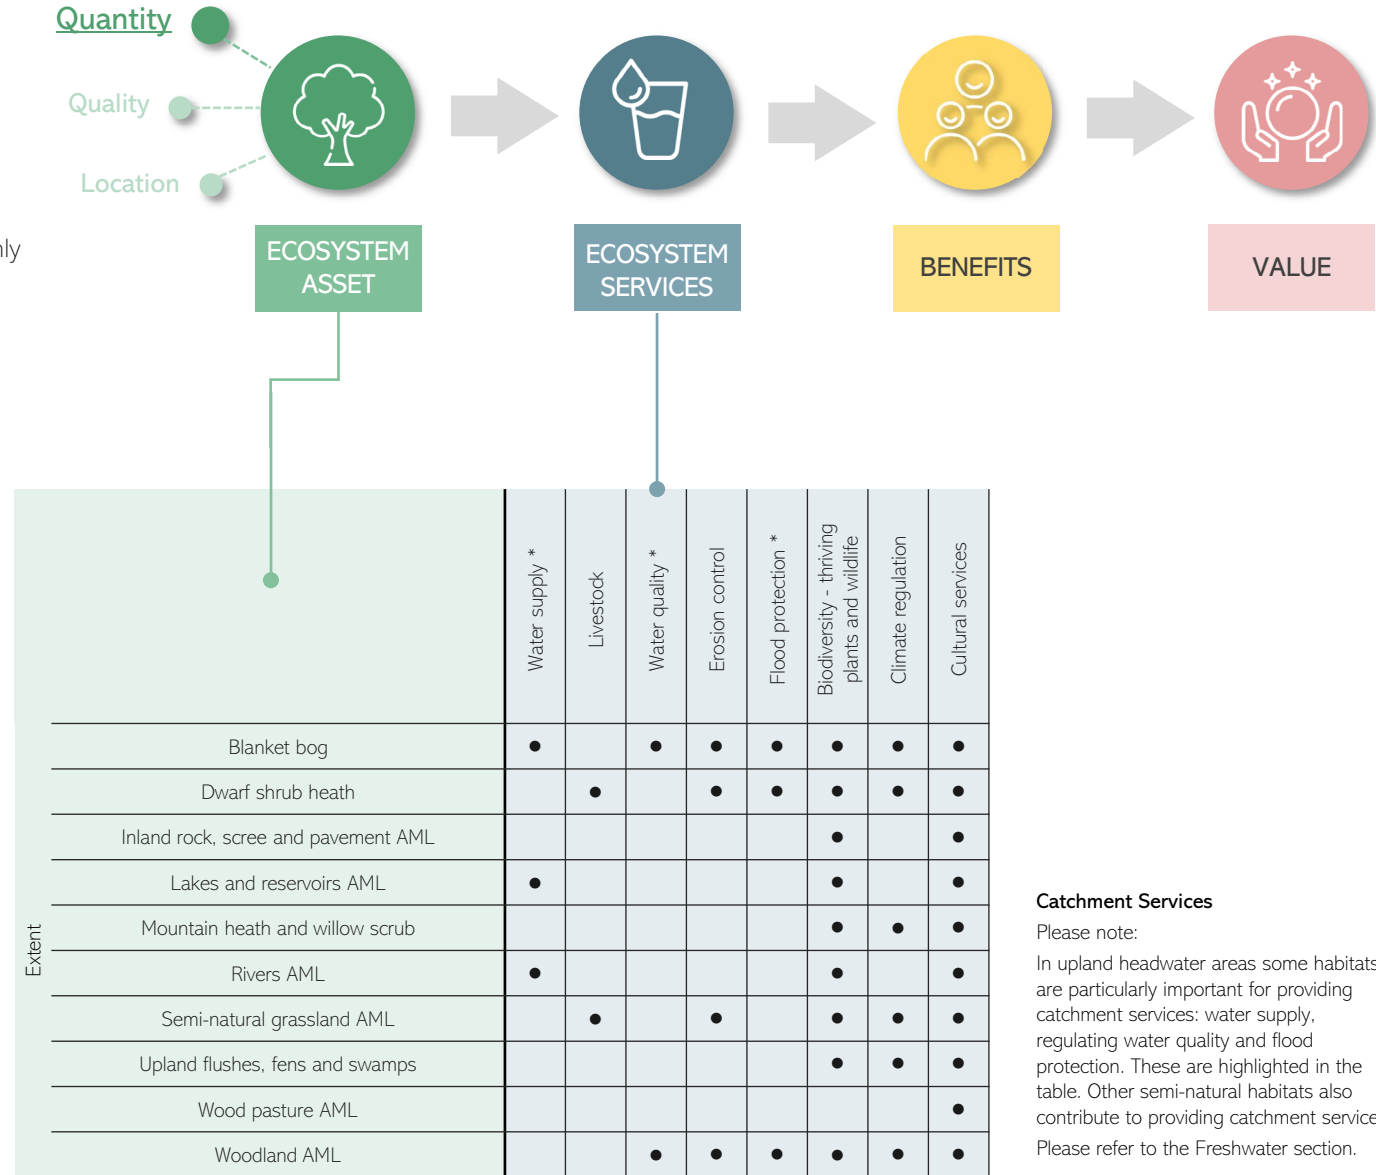 Quantity
Quality
Location
nly
ECOSYSTEM
ASSET
ECOSYSTEM
SERVICES
BENEFITS
VALUE
Water supply *
Livestock
Water quality *
Erosion control
Flood protection *
Biodiversity - thriving
plants and wildlife
Climate regulation
Cultural services
Extent
Blanket bog
Dwarf shrub heath
Inland rock, scree and pavement AML
Lakes and reservoirs AML
Mountain heath and willow scrub
Rivers AML
Semi-natural grassland AML
Upland flushes, fens and swamps
Wood pasture AML
Woodland AML
Catchment Services
Please note:
In upland headwater areas some habitats
are particularly important for providing
catchment services: water supply,
regulating water quality and flood
protection. These are highlighted in the
table. Other semi-natural habitats also
contribute to providing catchment service
Please refer to the Freshwater section.